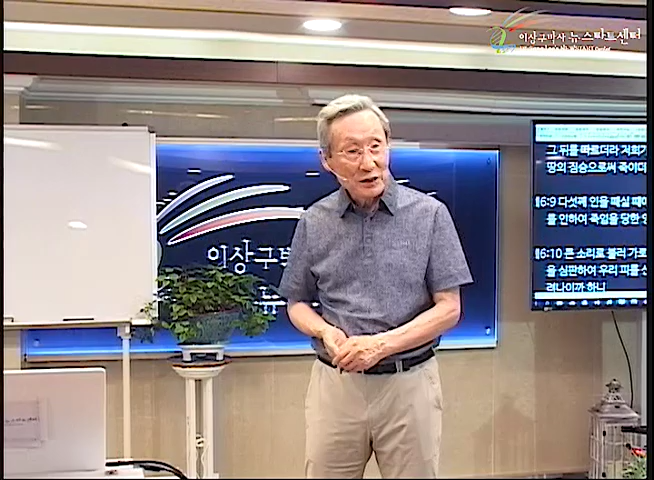 이상구박사 뉴스타트센터
그 뒤를 따르더라 저희가
땅의 짐승으로써 죽이더
6:9 다섯째 인을 떼실 때에
를 인하여 죽임을 당한 영
6:10 큰 소리로 불러 가로
을 심판하여 우리 피를 신
려나이까 하니
이상구
뉴